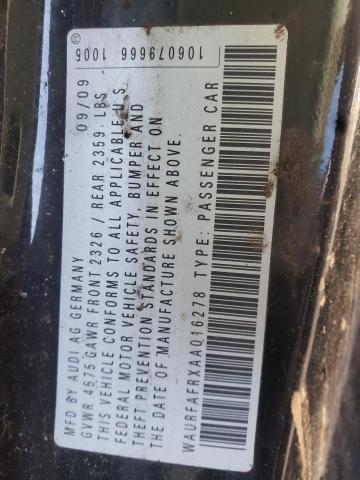 ® 1005 106079666
MFD BY AUDI AG GERMANY 09/09
GVWR 4575 GAWR FRONT 2326 / REAR 2359 LBS
THIS VEHICLE CONFORMS TO ALL APPLICABLE U.S.
FEDERAL MOTOR VEHICLE SAFETY, BUMPER AND
THEFT PREVENTION STANDARDS IN EFFECT ON
THE DATE OF MANUFACTURE SHOWN ABOVE.
WAURFAFRXAA016278 TYPE: PASSENGER CAR